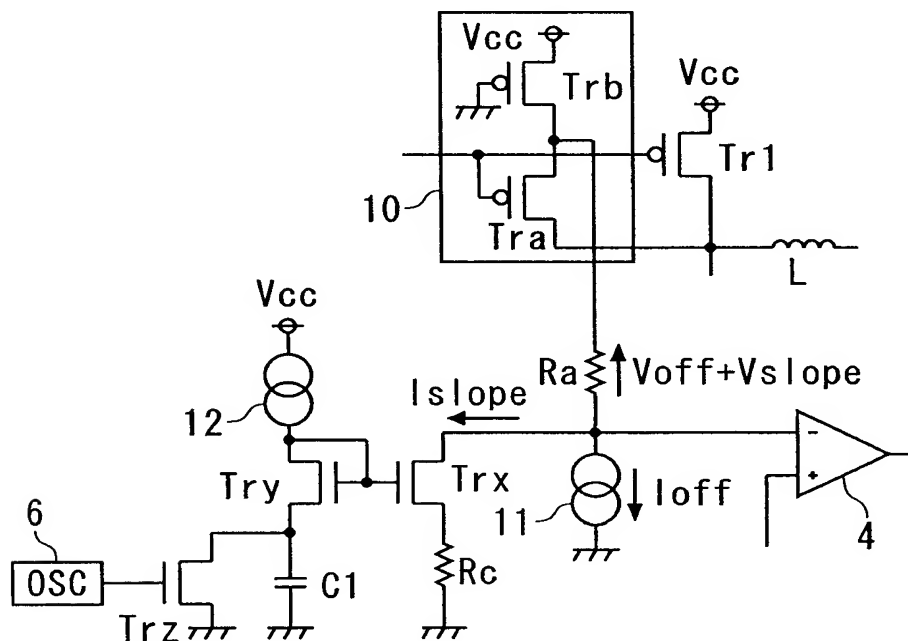 Vcc
Trb
Vcc
Tr1
10
Tra
L
Vcc
12
Ra
Voff+Vslope
Islope
Try
Trx
11
Ioff
-
+
4
6
OSC
Trz
C1
Rc